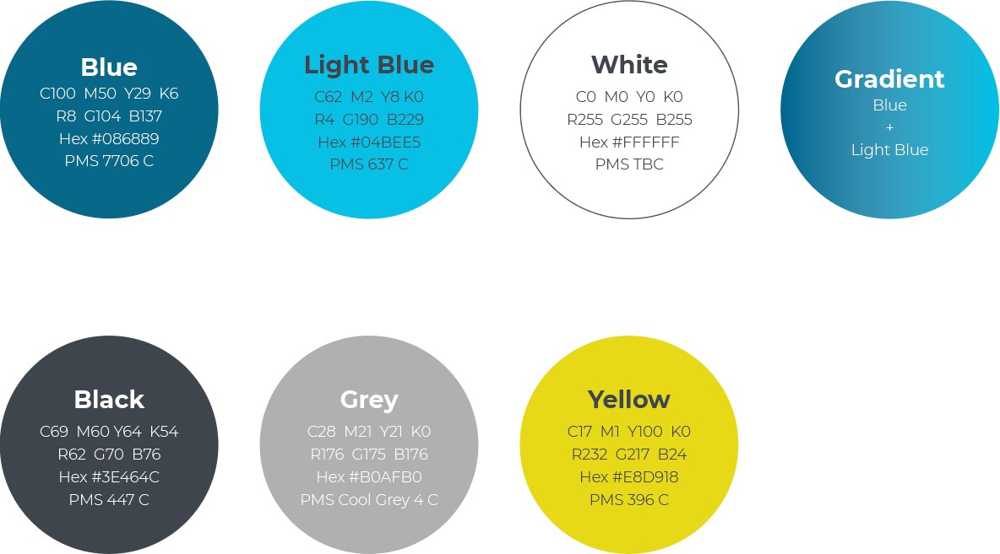 Blue
C100 M50 Y29 K6
R8 G104 B137
Hex #086889
PMS 7706 C
Light Blue
C62 M2 Y8 K0
R4 G190 B229
Hex #04BEE5
PMS 637 C
White
C0 M0 Y0 K0
R255 G255 B255
Hex #FFFFFF
PMS TBC
Gradient
Blue
+
Light Blue
Black
C69 M60 Y64 K54
R62 G70 B76
Hex #3E464C
PMS 447 C
Grey
C28 M21 Y21 K0
R176 G175 B176
Hex #B0AFB0
PMS Cool Grey 4 C
Yellow
C17 M1 Y100 K0
R232 G217 B24
Hex #E8D918
PMS 396 C